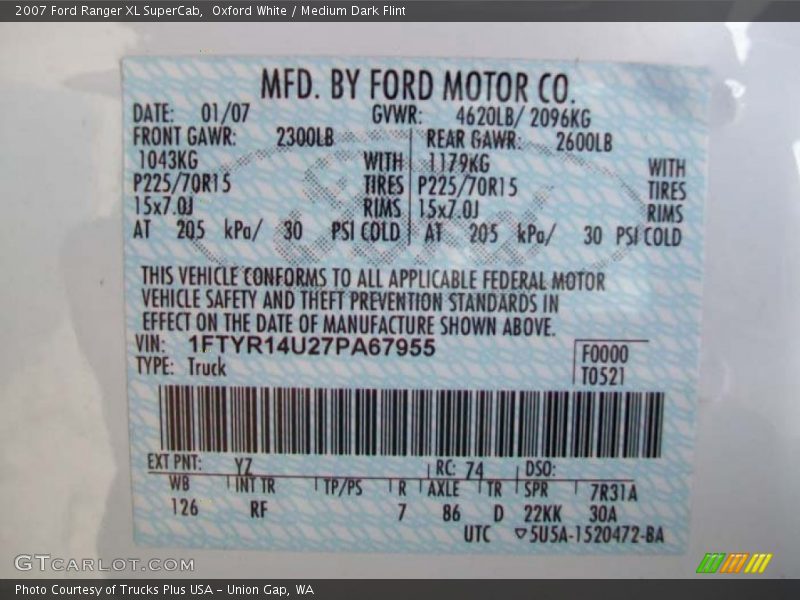 2007 Ford Ranger XL SuperCab, Oxford White / Medium Dark Flint
MFD. BY FORD MOTOR CO.
DATE: 01/07 GVWR: 4620LB/ 2096KG
FRONT GAWR: 2300LB REAR GAWR: 2600LB
1043KG WITH 1179KG WITH
P225/70R15 TIRES P225/70R15 TIRES
15x7.0J RIMS 15x7.0J RIMS
AT 205 kPa/ 30 PSI COLD AT 205 kPa/ 30 PSI COLD
THIS VEHICLE CONFORMS TO ALL APPLICABLE FEDERAL MOTOR
VEHICLE SAFETY AND THEFT PREVENTION STANDARDS IN
EFFECT ON THE DATE OF MANUFACTURE SHOWN ABOVE.
VIN: 1FTYR14U27PA67955
F0000
TYPE: Truck
T0521
EXT PNT: YZ RC: 74 DSO:
WB INT TR TP/PS R AXLE TR SPR 7R31A
126 RF 7 86 D 22KK 30A
UTC ▽5U5A-1520472-BA
GTCARLOT.COM
Photo Courtesy of Trucks Plus USA - Union Gap, WA